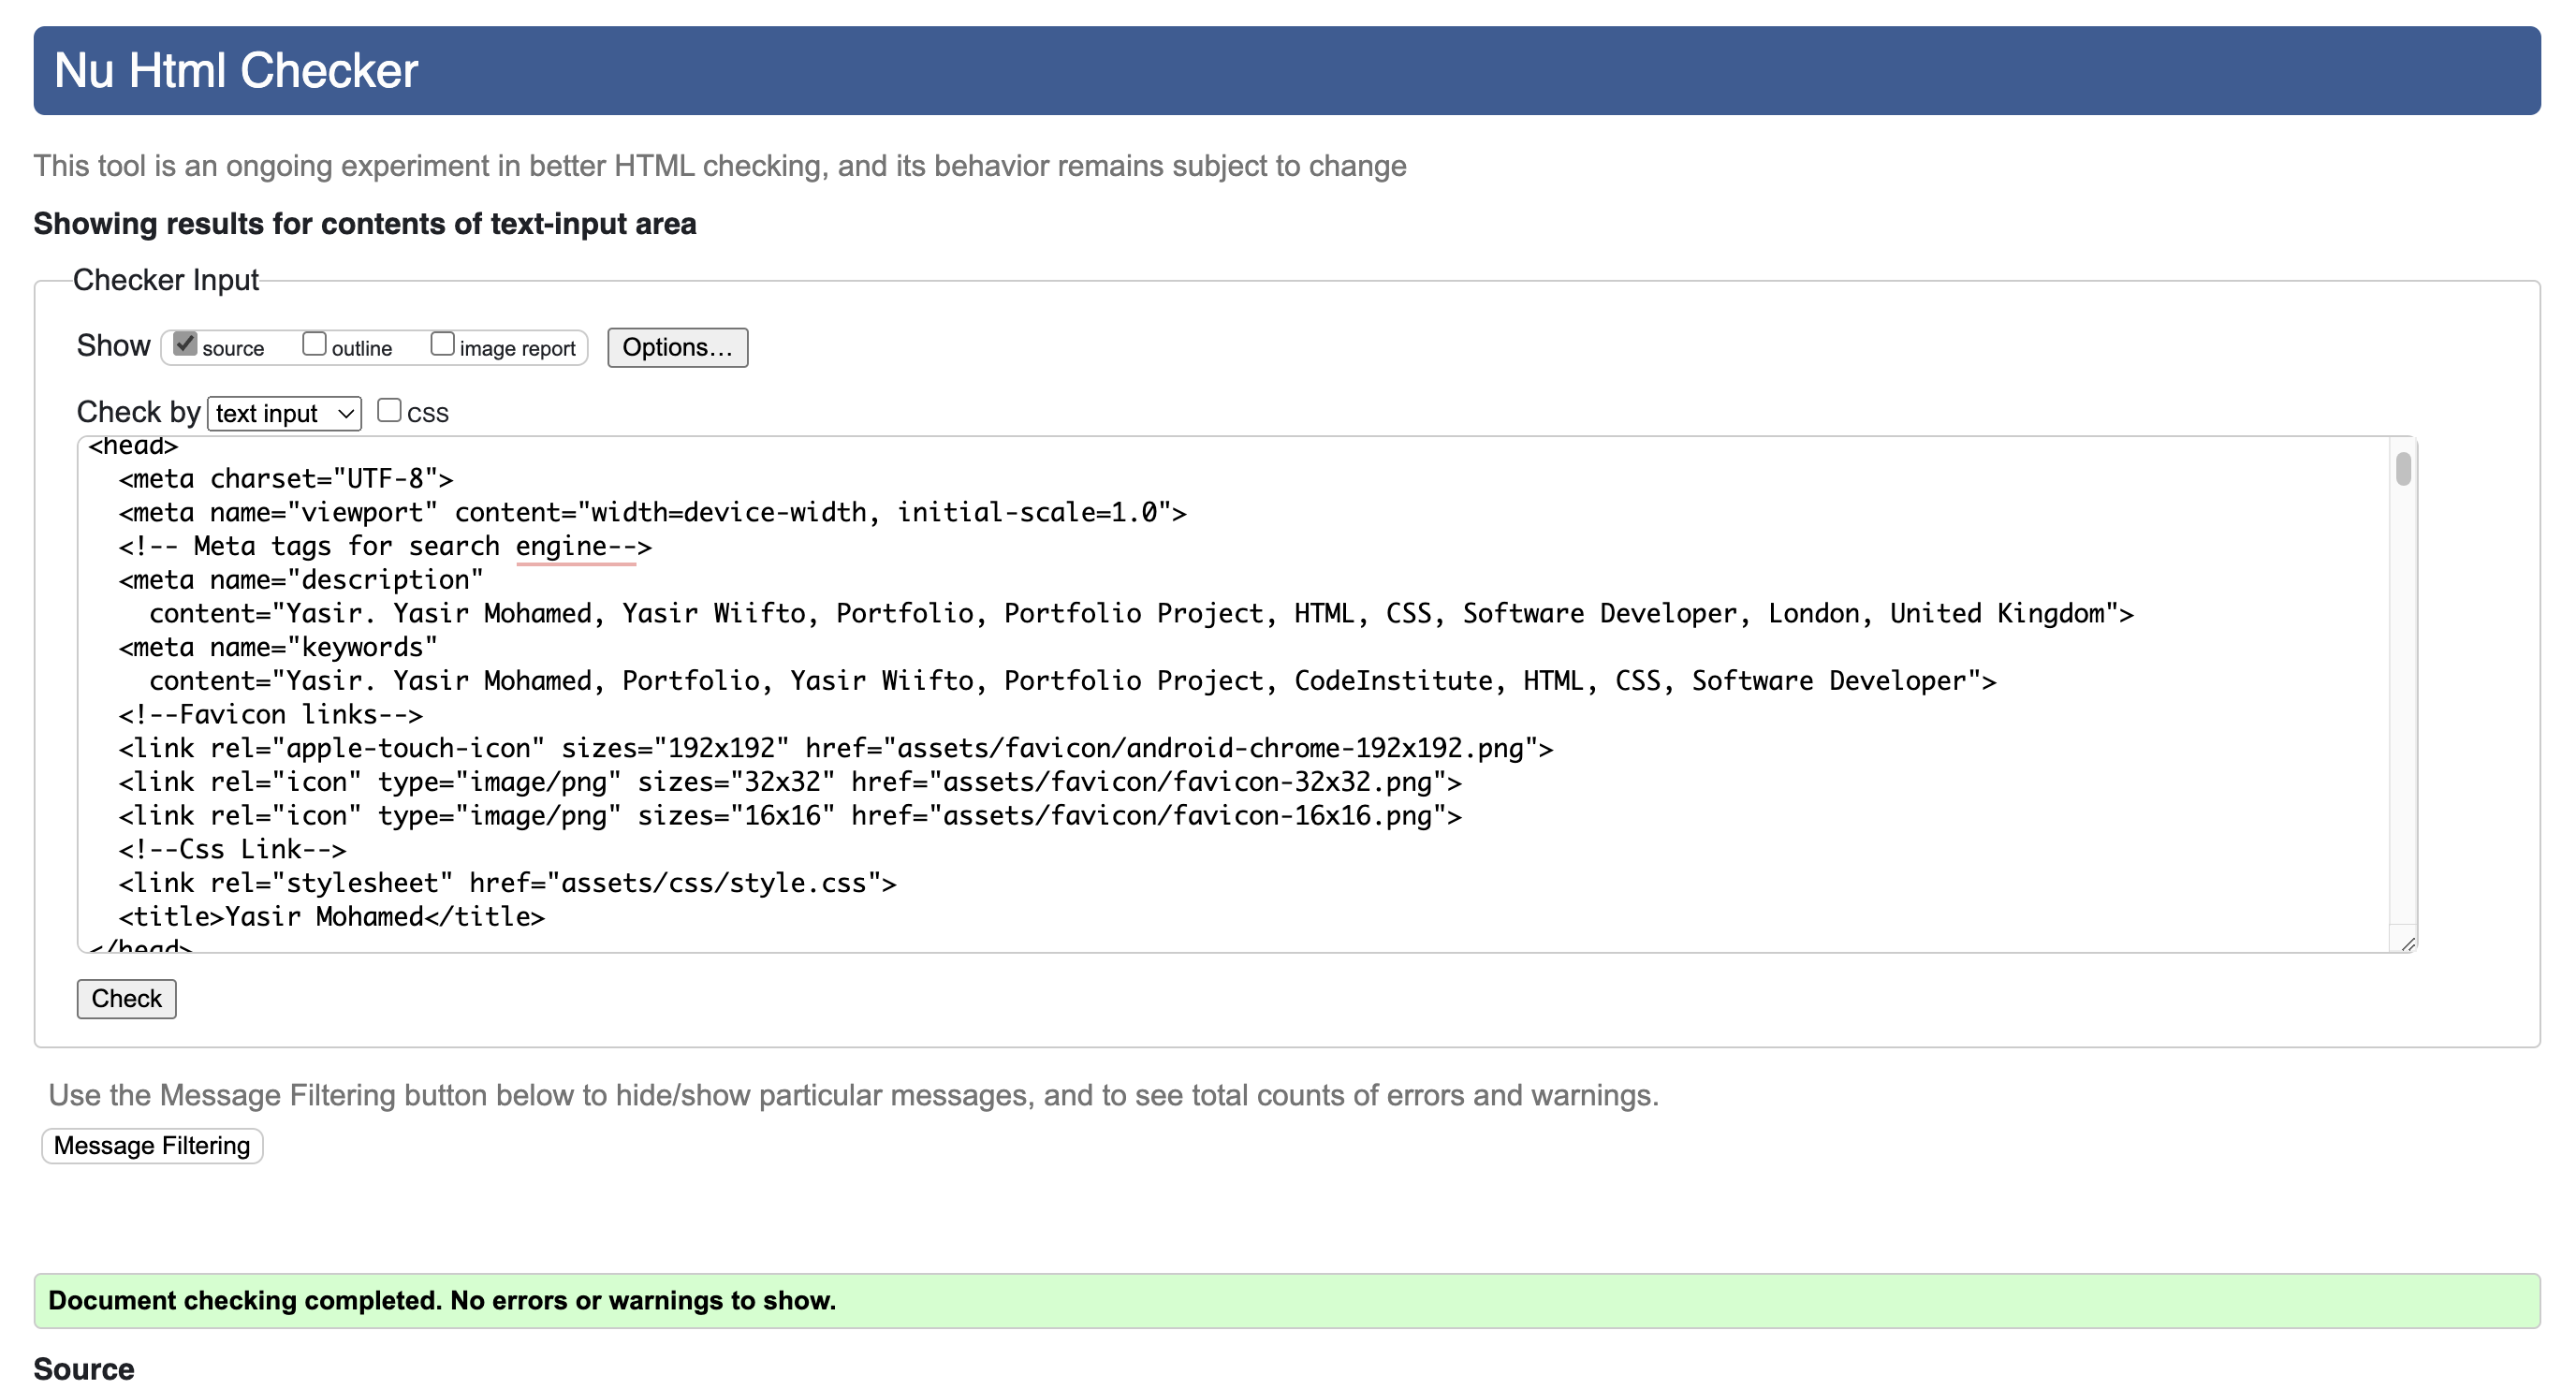 Nu Html Checker
This tool is an ongoing experiment in better HTML checking, and its behavior remains subject to change
Showing results for contents of text-input area
Checker Input
Show source outline image report Options…
Check by text input CSS
<head>
<meta charset="UTF-8">
<meta name="viewport" content="width=device-width, initial-scale=1.0">
<!-- Meta tags for search engine-->
<meta name="description"
content="Yasir. Yasir Mohamed, Yasir Wiifto, Portfolio, Portfolio Project, HTML, CSS, Software Developer, London, United Kingdom">
<meta name="keywords"
content="Yasir. Yasir Mohamed, Portfolio, Yasir Wiifto, Portfolio Project, CodeInstitute, HTML, CSS, Software Developer">
<!--Favicon links-->
<link rel="apple-touch-icon" sizes="192x192" href="assets/favicon/android-chrome-192x192.png">
<link rel="icon" type="image/png" sizes="32x32" href="assets/favicon/favicon-32x32.png">
<link rel="icon" type="image/png" sizes="16x16" href="assets/favicon/favicon-16x16.png">
<!--Css Link-->
<link rel="stylesheet" href="assets/css/style.css">
<title>Yasir Mohamed</title>
</head>
Check
Use the Message Filtering button below to hide/show particular messages, and to see total counts of errors and warnings.
Message Filtering
Document checking completed. No errors or warnings to show.
Source